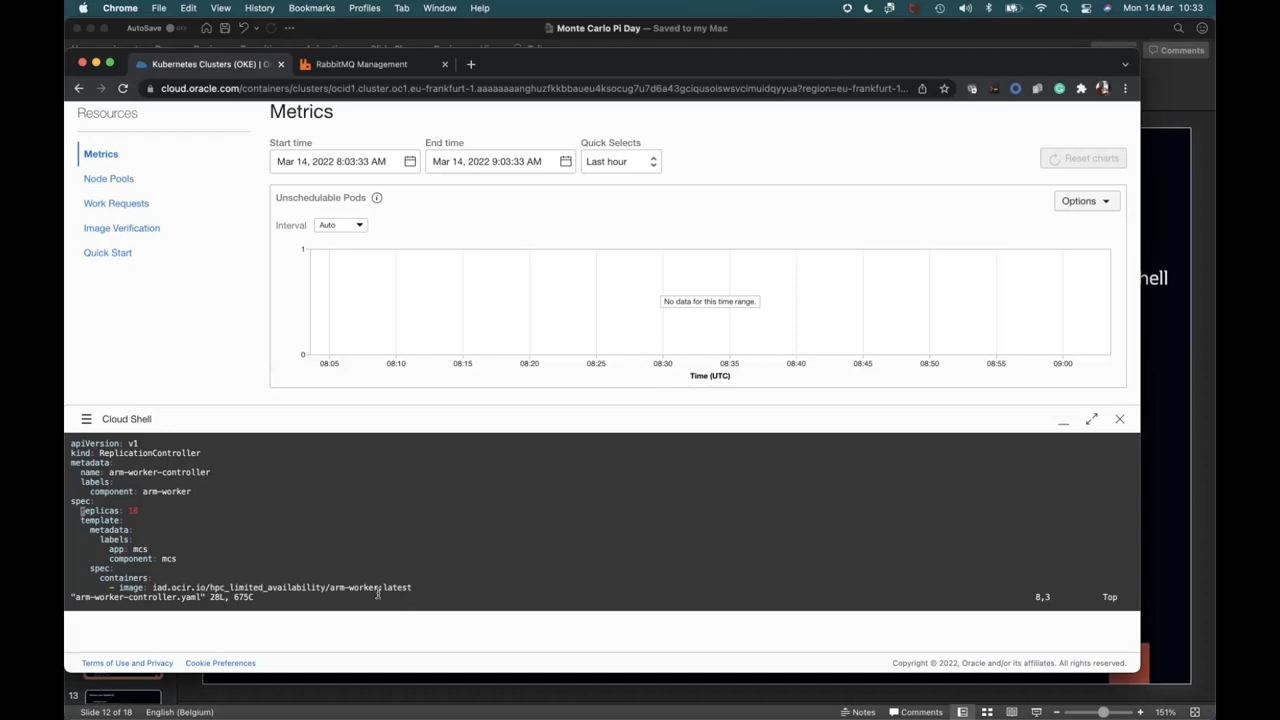 Chrome File Edit View History Bookmarks Profiles Tab Window Help Mon 14 Mar 10:33
AutoSave Monte Carlo Pi Day — Saved to my Mac
Comments
Kubernetes Clusters (OKE) | O RabbitMQ Management
cloud.oracle.com/containers/clusters/ocid1.cluster.oc1.eu-frankfurt-1.aaaaaaaanghuzfkkbbaueu4ksocug7u7d6a43gciqusoiswsvcimuidqyyua?region=eu-frankfurt-1...
Resources
Metrics
Node Pools
Work Requests
Image Verification
Quick Start
Metrics
Start time End time Quick Selects
Mar 14, 2022 8:03:33 AM Mar 14, 2022 9:03:33 AM Last hour Reset charts
Unschedulable Pods Options
Interval Auto
1
No data for this time range.
0
08:05 08:10 08:15 08:20 08:25 08:30 08:35 08:40 08:45 08:50 08:55 09:00
Time (UTC)
hell
Cloud Shell
apiVersion: v1
kind: ReplicationController
metadata:
name: arm-worker-controller
labels:
component: arm-worker
spec:
replicas: 18
template:
metadata:
labels:
app: mcs
component: mcs
spec:
containers:
- image: iad.ocir.io/hpc_limited_availability/arm-worker:latest
"arm-worker-controller.yaml" 28L, 675C 8,3 Top
Terms of Use and Privacy Cookie Preferences Copyright © 2022, Oracle and/or its affiliates. All rights reserved.
13
Slide 12 of 18 English (Belgium) Notes Comments 151%